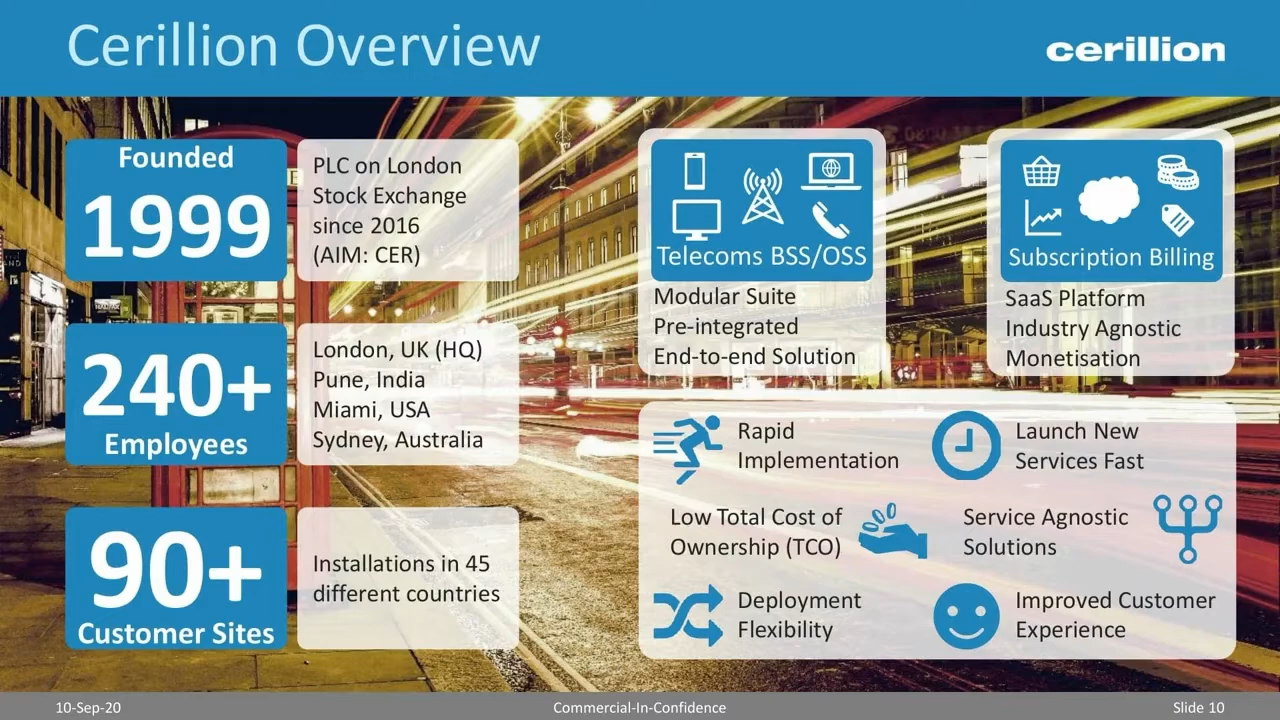 Cerillion Overview
cerillion
Founded
1999
PLC on London
Stock Exchange
since 2016
(AIM: CER)
240+
Employees
London, UK (HQ)
Pune, India
Miami, USA
Sydney, Australia
90+
Customer Sites
Installations in 45
different countries
Telecoms BSS/OSS
Modular Suite
Pre-integrated
End-to-end Solution
Subscription Billing
SaaS Platform
Industry Agnostic
Monetisation
Rapid
Implementation
Launch New
Services Fast
Low Total Cost of
Ownership (TCO)
Service Agnostic
Solutions
Deployment
Flexibility
Improved Customer
Experience
10-Sep-20
Commercial-In-Confidence
Slide 10